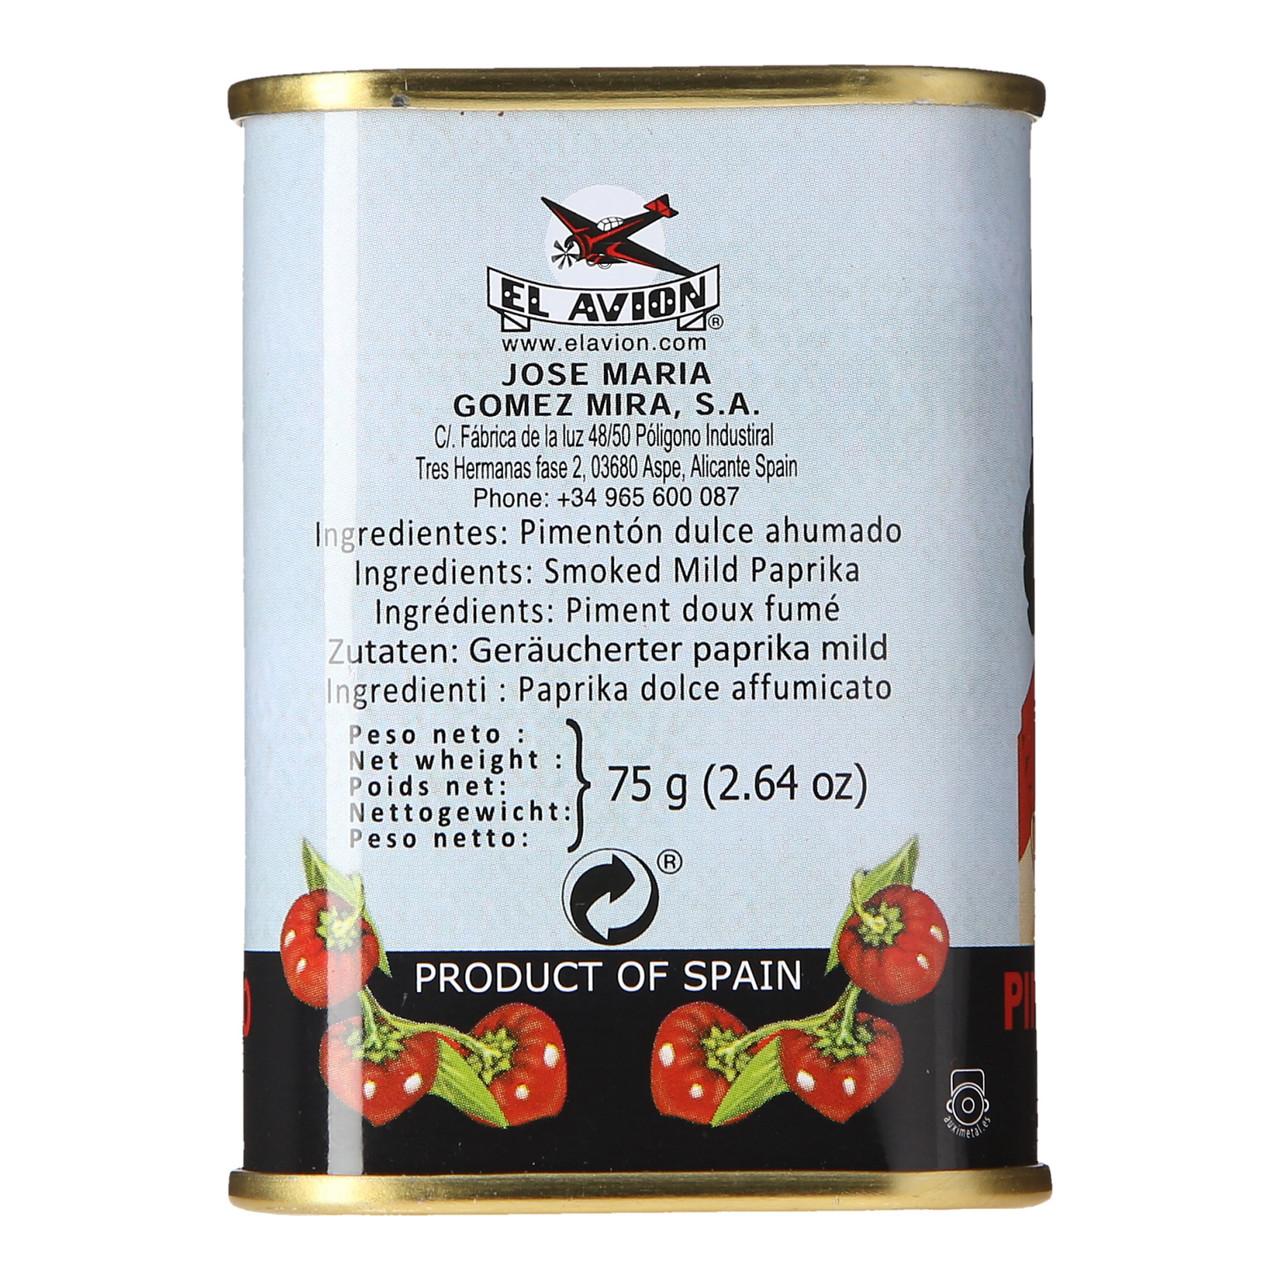 EL AVION ®
www.elavion.com
JOSE MARIA
GOMEZ MIRA, S.A.
C/. Fábrica de la luz 48/50 Póligono Industiral
Tres Hermanas fase 2, 03680 Aspe, Alicante Spain
Phone: +34 965 600 087
Ingredientes: Pimentón dulce ahumado
Ingredients: Smoked Mild Paprika
Ingrédients: Piment doux fumé
Zutaten: Geräucherter paprika mild
Ingredienti : Paprika dolce affumicato
Peso neto :
Net wheight :
Poids net:
Nettogewicht:
Peso netto:
75 g (2.64 oz)
®
PRODUCT OF SPAIN
auximetal.es